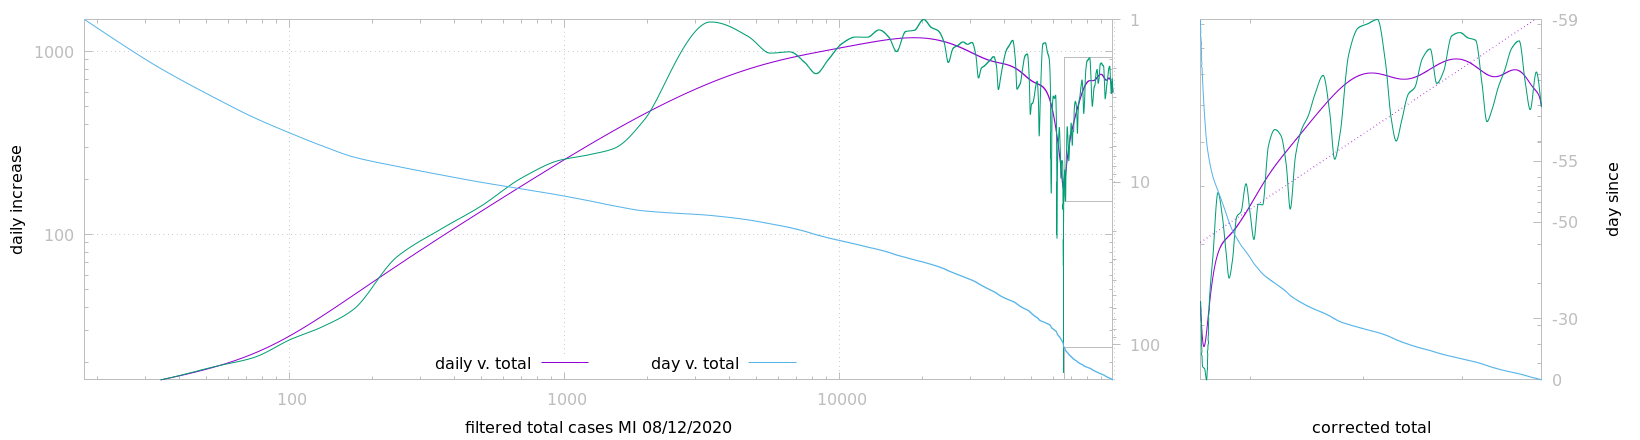 1000
100
daily increase
100
1000
10000
daily v. total
day v. total
filtered total cases MI 08/12/2020
1
10
100
-59
-55
-50
-30
0
day since
corrected total